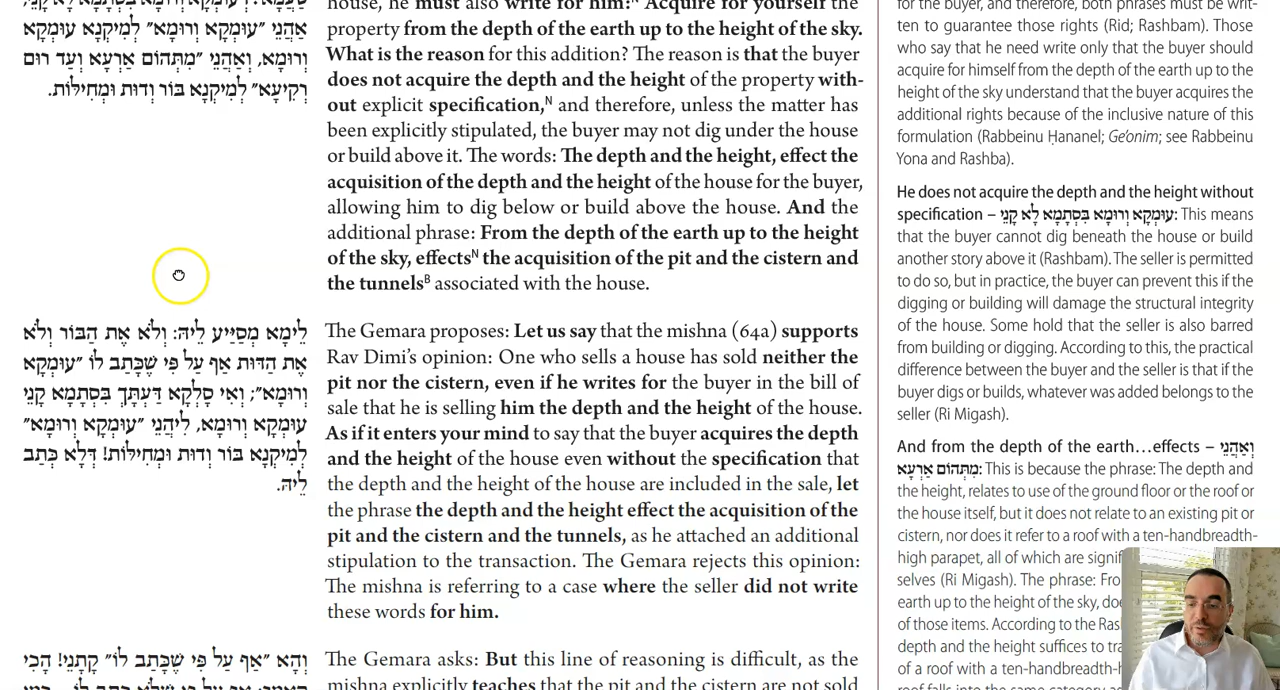 שַׁלְמָא: וְעוּמְקָא וְרוּמָא בִּסְתָמָא לָא קָנֵי,
אַהֲנֵי ״עוּמְקָא וְרוּמָא״ לְמִיקְנָא עוּמְקָא
וְרוּמָא, וְאַהֲנֵי ״מִתְּהוֹם אַרְעָא וְעַד רוּם
רְקִיעָא״ לְמִיקְנָא בּוֹר וְדוּת וּמְחִילּוֹת.
לֵימָא מְסַיַּיע לֵיהּ: וְלֹא אֶת הַבּוֹר וְלֹא
אֶת הַדּוּת אַף עַל פִּי שֶׁכָּתַב לוֹ ״עוּמְקָא
וְרוּמָא״; וְאִי סָלְקָא דַּעְתָּךְ בִּסְתָמָא קָנֵי
עוּמְקָא וְרוּמָא, לִיהֲנֵי ״עוּמְקָא וְרוּמָא״
לְמִיקְנָא בּוֹר וְדוּת וּמְחִילּוֹת! דְּלָא כְּתַב
לֵיהּ.
וְהָא ״אַף עַל פִּי שֶׁכָּתַב לוֹ״ קָתָנֵי! הָכִי
house, he must also write for him:N Acquire for yourself the
property from the depth of the earth up to the height of the sky.
What is the reason for this addition? The reason is that the buyer
does not acquire the depth and the height of the property with-
out explicit specification,N and therefore, unless the matter has
been explicitly stipulated, the buyer may not dig under the house
or build above it. The words: The depth and the height, effect the
acquisition of the depth and the height of the house for the buyer,
allowing him to dig below or build above the house. And the
additional phrase: From the depth of the earth up to the height
of the sky, effectsN the acquisition of the pit and the cistern and
the tunnelsB associated with the house.
The Gemara proposes: Let us say that the mishna (64a) supports
Rav Dimi's opinion: One who sells a house has sold neither the
pit nor the cistern, even if he writes for the buyer in the bill of
sale that he is selling him the depth and the height of the house.
As if it enters your mind to say that the buyer acquires the depth
and the height of the house even without the specification that
the depth and the height of the house are included in the sale, let
the phrase the depth and the height effect the acquisition of the
pit and the cistern and the tunnels, as he attached an additional
stipulation to the transaction. The Gemara rejects this opinion:
The mishna is referring to a case where the seller did not write
these words for him.
The Gemara asks: But this line of reasoning is difficult, as the
mishna explicitly teaches that the pit and the cistern are not sold
for the buyer, and therefore, both phrases must be writ-
ten to guarantee those rights (Rid; Rashbam). Those
who say that he need write only that the buyer should
acquire for himself from the depth of the earth up to the
height of the sky understand that the buyer acquires the
additional rights because of the inclusive nature of this
formulation (Rabbeinu Ḥananel; Ge'onim; see Rabbeinu
Yona and Rashba).
He does not acquire the depth and the height without
specification – עוּמְקָא וְרוּמָא בִּסְתָמָא לָא קָנֵי: This means
that the buyer cannot dig beneath the house or build
another story above it (Rashbam). The seller is permitted
to do so, but in practice, the buyer can prevent this if the
digging or building will damage the structural integrity
of the house. Some hold that the seller is also barred
from building or digging. According to this, the practical
difference between the buyer and the seller is that if the
buyer digs or builds, whatever was added belongs to the
seller (Ri Migash).
And from the depth of the earth…effects – וְאַהֲנֵי
מִתְּהוֹם אַרְעָא: This is because the phrase: The depth and
the height, relates to use of the ground floor or the roof or
the house itself, but it does not relate to an existing pit or
cistern, nor does it refer to a roof with a ten-handbreadth-
high parapet, all of which are signif
selves (Ri Migash). The phrase: Fro
earth up to the height of the sky, doe
of those items. According to the Ras
depth and the height suffices to tra
of a roof with a ten-handbreadth-h